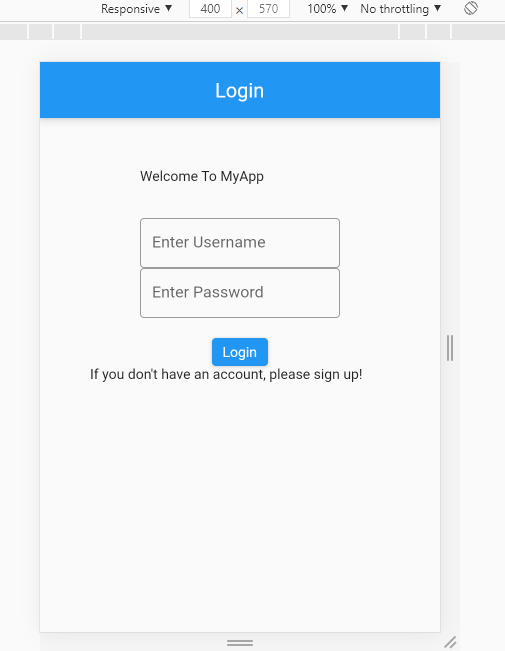 Responsive ▼ 400 × 570 100% ▼ No throttling ▼
Login
Welcome To MyApp
Enter Username
Enter Password
Login
If you don't have an account, please sign up!